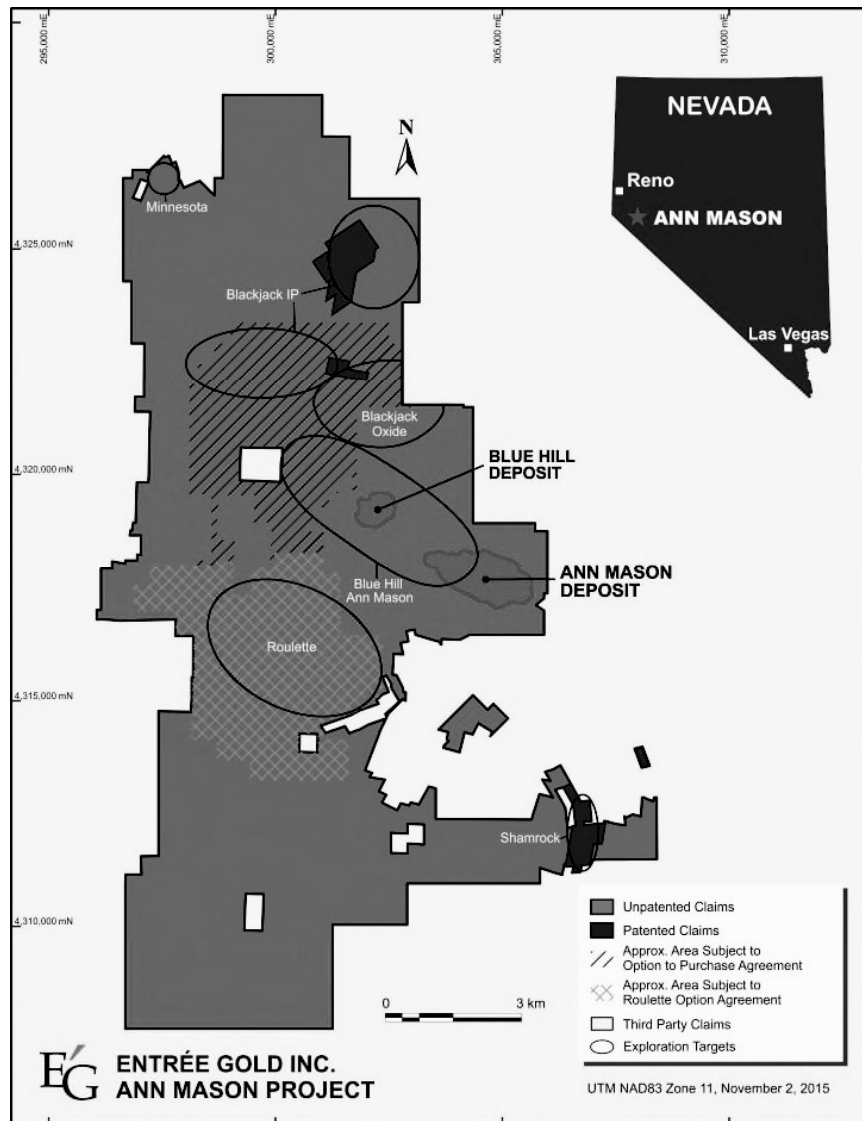 295,000 mE
300,000 mE
305,000 mE
310,000 mE
NEVADA
Reno
ANN MASON
Las Vegas
N
Minnesota
4,325,000 mN
Blackjack IP
Blackjack
Oxide
4,320,000 mN
BLUE HILL
DEPOSIT
ANN MASON
DEPOSIT
Blue Hill
Ann Mason
Roulette
4,315,000 mN
Shamrock
4,310,000 mN
Unpatented Claims
Patented Claims
Approx. Area Subject to
Option to Purchase Agreement
Approx. Area Subject to
Roulette Option Agreement
Third Party Claims
Exploration Targets
0 3 km
EG
ENTRÉE GOLD INC.
ANN MASON PROJECT
UTM NAD83 Zone 11, November 2, 2015